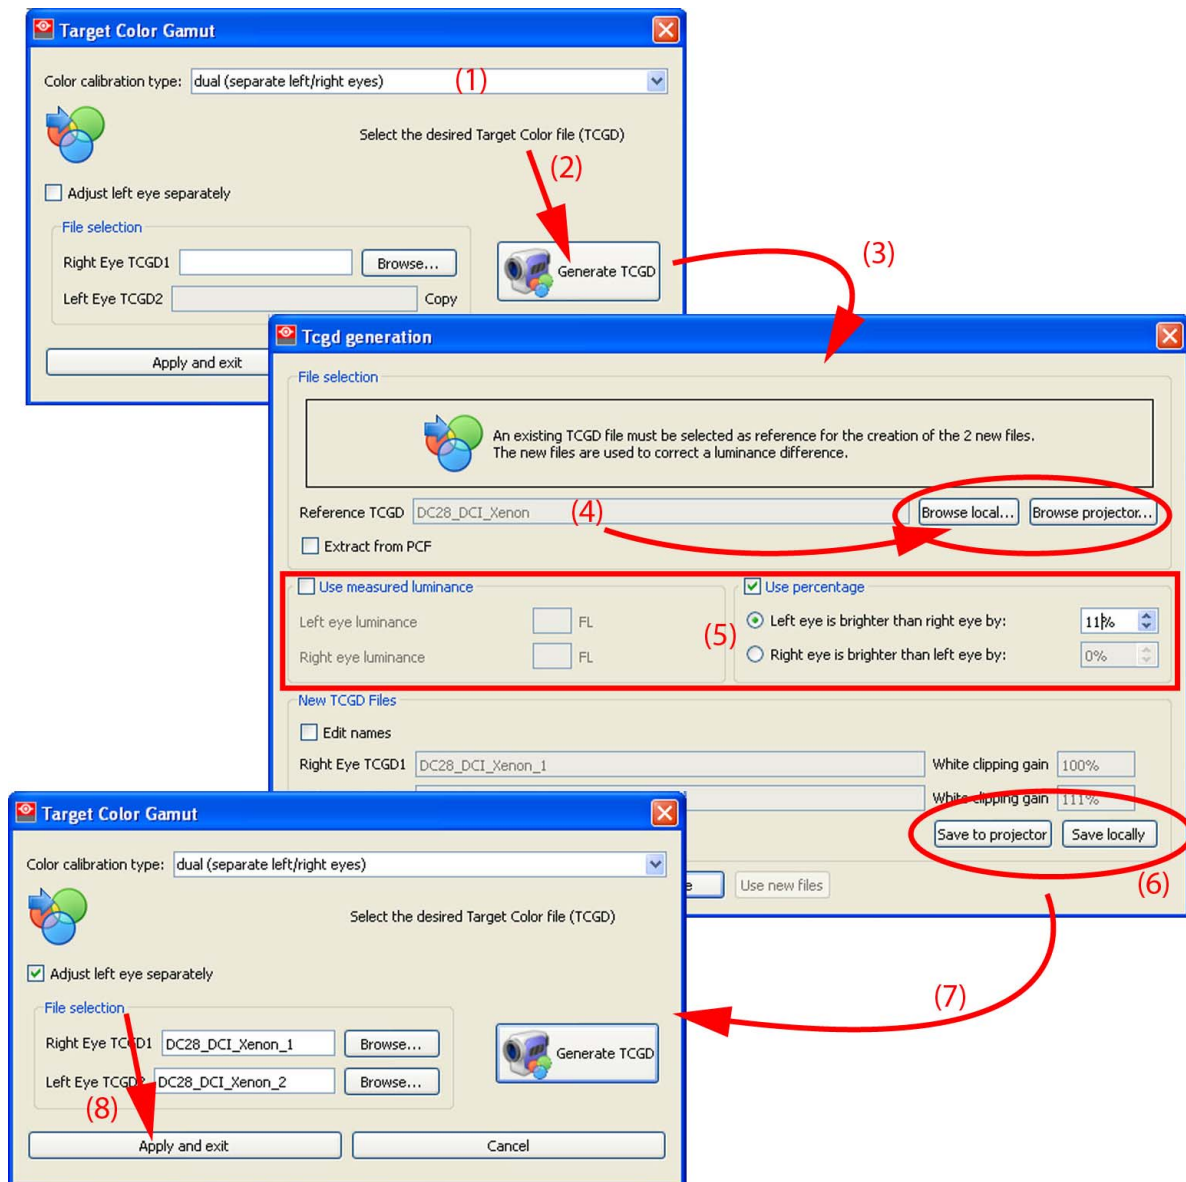 Target Color Gamut
Color calibration type: dual (separate left/right eyes) (1)
Select the desired Target Color file (TCGD)
(2)
Adjust left eye separately
File selection
Right Eye TCGD1 Browse...
Generate TCGD
(3)
Left Eye TCGD2 Copy
Apply and exit
Tcgd generation
File selection
An existing TCGD file must be selected as reference for the creation of the 2 new files.
The new files are used to correct a luminance difference.
Reference TCGD DC28_DCI_Xenon (4) Browse local... Browse projector...
Extract from PCF
Use measured luminance
Left eye luminance FL
Right eye luminance FL
(5)
Use percentage
Left eye is brighter than right eye by: 11%
Right eye is brighter than left eye by: 0%
New TCGD Files
Edit names
Right Eye TCGD1 DC28_DCI_Xenon_1 White clipping gain 100%
White clipping gain 111%
Save to projector Save locally
Use new files
(6)
(7)
Target Color Gamut
Color calibration type: dual (separate left/right eyes)
Select the desired Target Color file (TCGD)
Adjust left eye separately
File selection
Right Eye TCGD1 DC28_DCI_Xenon_1 Browse...
Generate TCGD
Left Eye TCGD2 DC28_DCI_Xenon_2 Browse...
(8)
Apply and exit Cancel